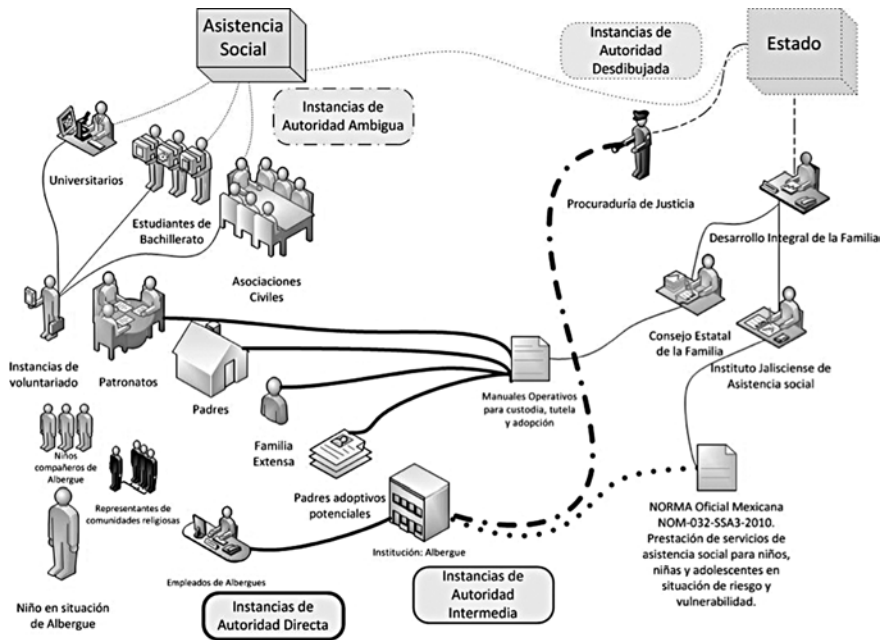 Asistencia
Social
Instancias de
Autoridad
Desdibujada
Estado
Instancias de
Autoridad Ambigua
Universitarios
Estudiantes de
Bachillerato
Asociaciones
Civiles
Procuraduría de Justicia
Desarrollo Integral de la Familia
Consejo Estatal
de la Familia
Instituto Jalisciense de
Asistencia social
Instancias de
voluntariado
Patronatos
Padres
Familia
Extensa
Manuales Operativos
para custodia, tutela
y adopción
Niños
compañeros de
Albergue
Representantes de
comunidades religiosas
Padres adoptivos
potenciales
Institución: Albergue
Empleados de Albergues
Niño en situación
de Albergue
Instancias de
Autoridad Directa
Instancias de
Autoridad
Intermedia
NORMA Oficial Mexicana
NOM-032-SSA3-2010.
Prestación de servicios de
asistencia social para niños,
niñas y adolescentes en
situación de riesgo y
vulnerabilidad.